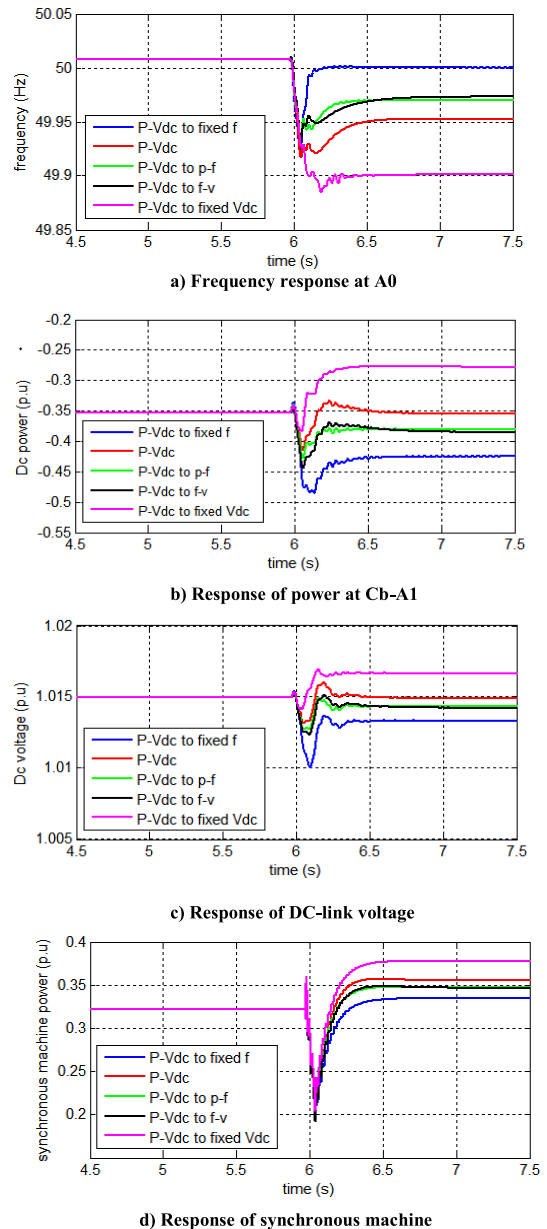 50.05
50
49.95
49.9
49.85
frequency (Hz)
P-Vdc to fixed f
P-Vdc
P-Vdc to p-f
P-Vdc to f-v
P-Vdc to fixed Vdc
4.5 5 5.5 6 6.5 7 7.5
time (s)
a) Frequency response at A0
-0.2
-0.25
-0.3
-0.35
-0.4
-0.45
-0.5
-0.55
Dc power (p.u)
P-Vdc to fixed f
P-Vdc
P-Vdc to p-f
P-Vdc to f-v
P-Vdc to fixed Vdc
4.5 5 5.5 6 6.5 7 7.5
time (s)
b) Response of power at Cb-A1
1.02
1.015
1.01
1.005
Dc voltage (p.u)
P-Vdc to fixed f
P-Vdc
P-Vdc to p-f
P-Vdc to f-v
P-Vdc to fixed Vdc
4.5 5 5.5 6 6.5 7 7.5
time (s)
c) Response of DC-link voltage
0.4
0.35
0.3
0.25
0.2
synchronous machine power (p.u)
P-Vdc to fixed f
P-Vdc
P-Vdc to p-f
P-Vdc to f-v
P-Vdc to fixed Vdc
4.5 5 5.5 6 6.5 7 7.5
time (s)
d) Response of synchronous machine